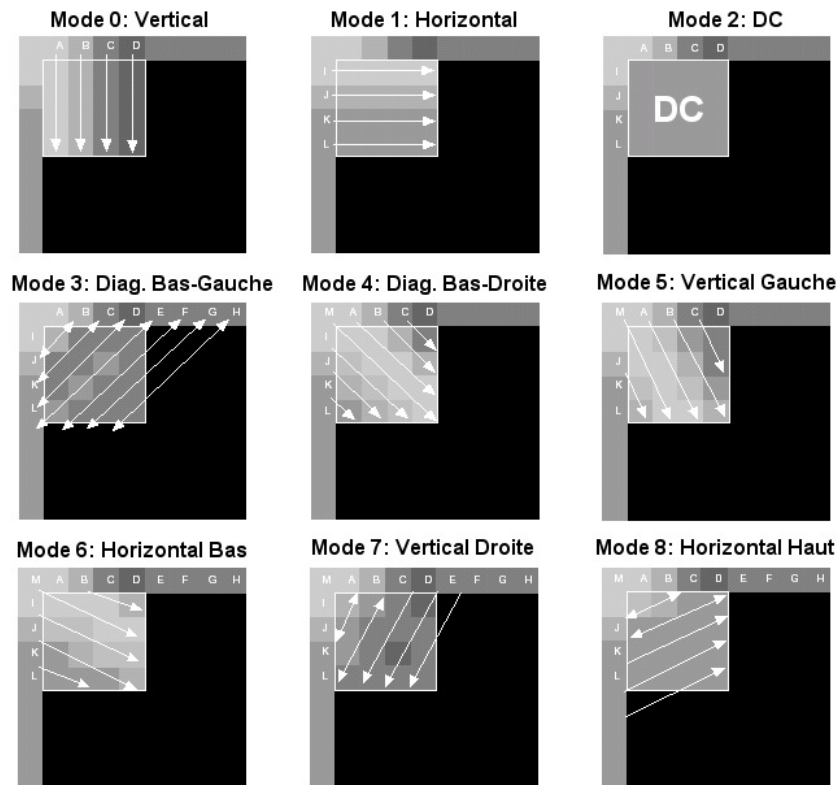 Mode 0: Vertical
A B C D
Mode 1: Horizontal
I
J
K
L
Mode 2: DC
A B C D
I
J
DC
K
L
Mode 3: Diag. Bas-Gauche
A B C D E F G H
I
J
K
L
Mode 4: Diag. Bas-Droite
M A B C D
I
J
K
L
Mode 5: Vertical Gauche
M A B C D
I
J
K
L
Mode 6: Horizontal Bas
M A B C D E F G H
I
J
K
L
Mode 7: Vertical Droite
M A B C D E F G H
I
J
K
L
Mode 8: Horizontal Haut
M A B C D E F G H
I
J
K
L